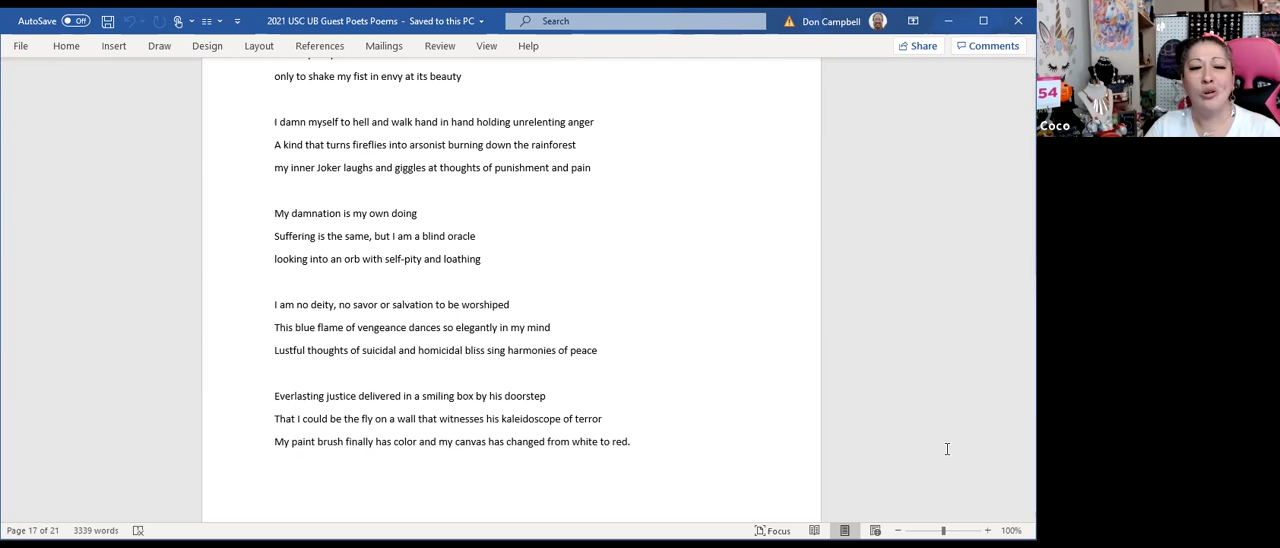 AutoSave Off 2021 USC UB Guest Poets Poems - Saved to this PC Search Don Campbell
File Home Insert Draw Design Layout References Mailings Review View Help Share Comments
only to shake my fist in envy at its beauty
I damn myself to hell and walk hand in hand holding unrelenting anger
A kind that turns fireflies into arsonist burning down the rainforest
my inner Joker laughs and giggles at thoughts of punishment and pain
My damnation is my own doing
Suffering is the same, but I am a blind oracle
looking into an orb with self-pity and loathing
I am no deity, no savor or salvation to be worshiped
This blue flame of vengeance dances so elegantly in my mind
Lustful thoughts of suicidal and homicidal bliss sing harmonies of peace
Everlasting justice delivered in a smiling box by his doorstep
That I could be the fly on a wall that witnesses his kaleidoscope of terror
My paint brush finally has color and my canvas has changed from white to red.
Page 17 of 21 3339 words Focus 100%
54
Coco